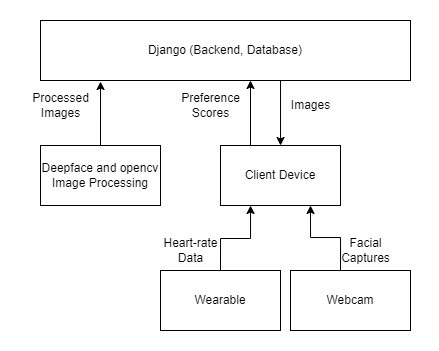 Django (Backend, Database)
Processed
Images
Preference
Scores
Images
Deepface and opencv
Image Processing
Client Device
Heart-rate
Data
Facial
Captures
Wearable
Webcam